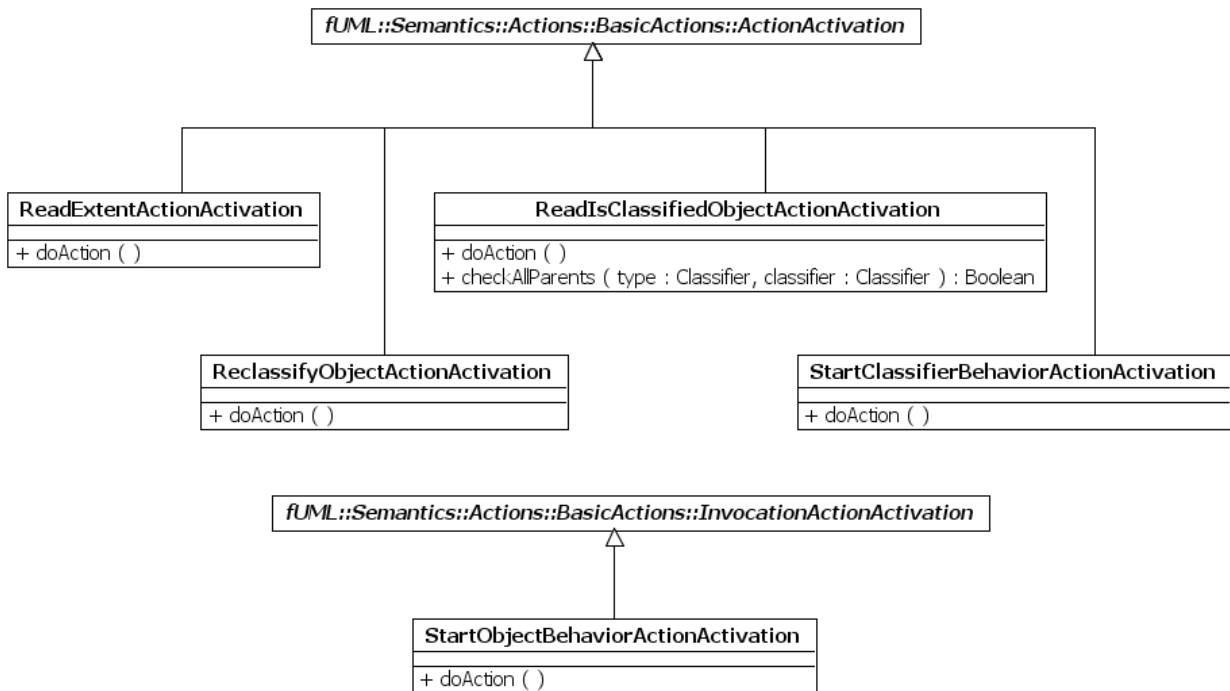 fUML::Semantics::Actions::BasicActions::ActionActivation
ReadExtentActionActivation
+ doAction ( )
ReadIsClassifiedObjectActionActivation
+ doAction ( )
+ checkAllParents ( type : Classifier, classifier : Classifier ) : Boolean
ReclassifyObjectActionActivation
+ doAction ( )
StartClassifierBehaviorActionActivation
+ doAction ( )
fUML::Semantics::Actions::BasicActions::InvocationActionActivation
StartObjectBehaviorActionActivation
+ doAction ( )